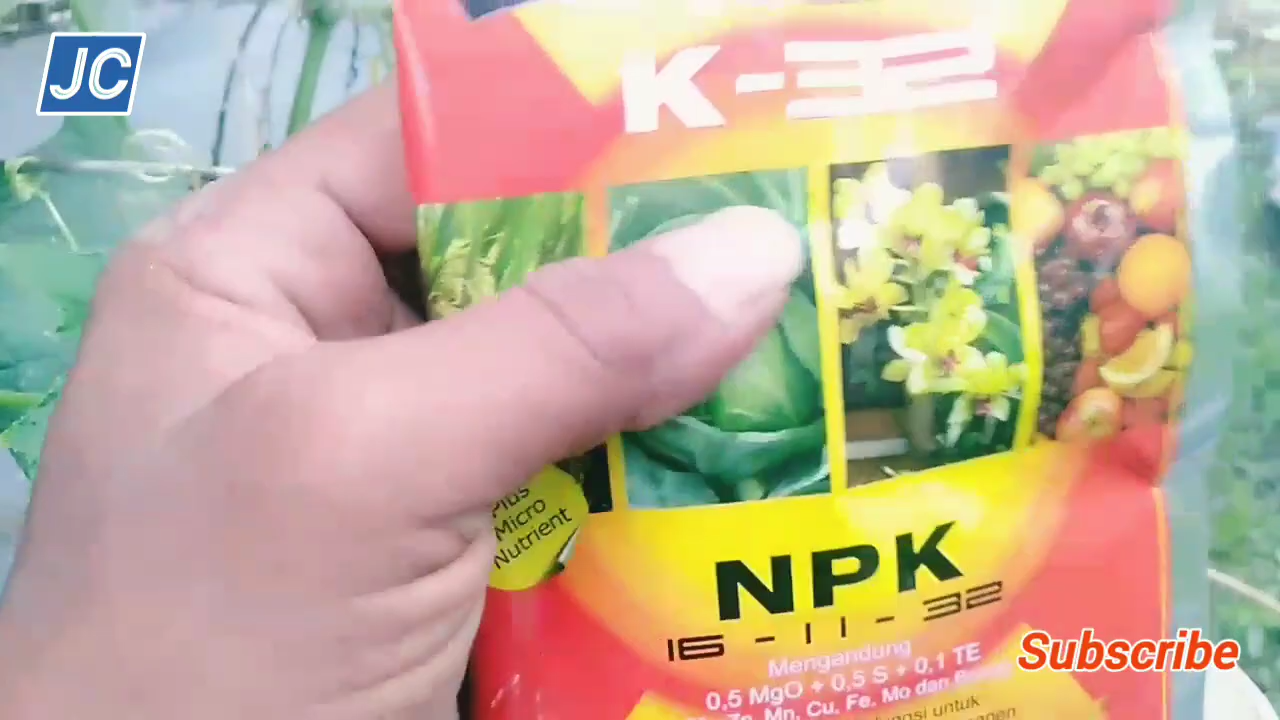 JC
K-32
Plus
Micro
Nutrient
NPK
16-11-32
Mengandung
0,5 MgO + 0,5 S + 0,1 TE
Zn, Mn, Cu, Fe, Mo dan
untuk
Subscribe